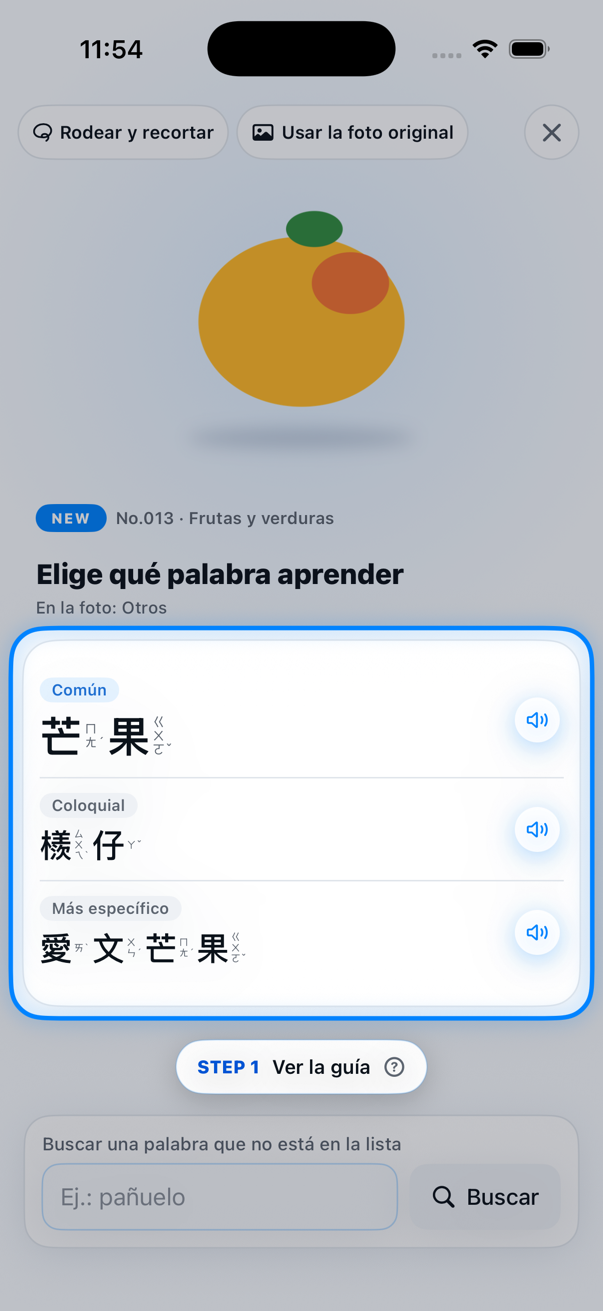 11:54
Rodear y recortar
Usar la foto original
NEW No.013 · Frutas y verduras
Elige qué palabra aprender
En la foto: Otros
Común
芒ㄇㄤˊ果ㄍㄨㄛˇ
Coloquial
檨ㄙㄨㄟ仔ㄚˇ
Más específico
愛ㄞˋ文ㄨㄣˊ芒ㄇㄤˊ果ㄍㄨㄛˇ
STEP 1 Ver la guía ?
Buscar una palabra que no está en la lista
Ej.: pañuelo
Buscar